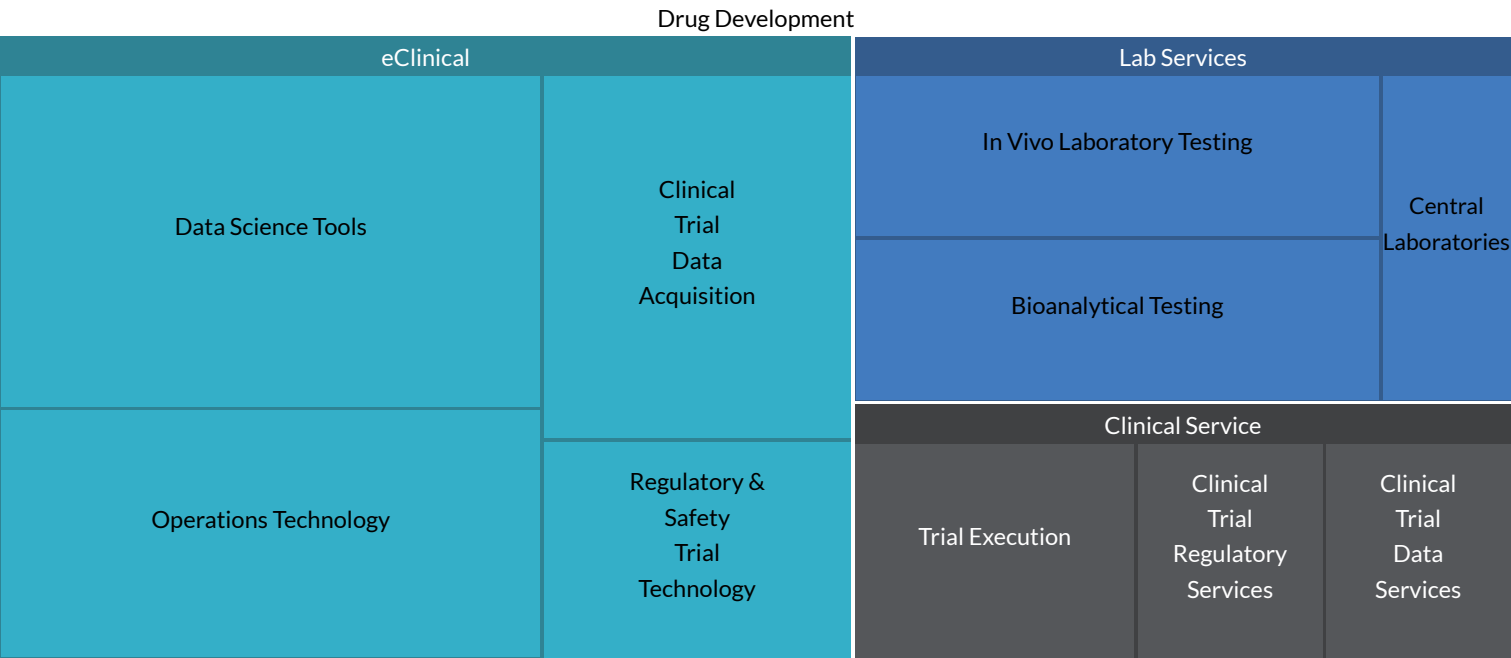 Drug Development
eClinical
Data Science Tools
Clinical
Trial
Data
Acquisition
Operations Technology
Regulatory &
Safety
Trial
Technology
Lab Services
In Vivo Laboratory Testing
Bioanalytical Testing
Central
Laboratories
Clinical Service
Trial Execution
Clinical
Trial
Regulatory
Services
Clinical
Trial
Data
Services